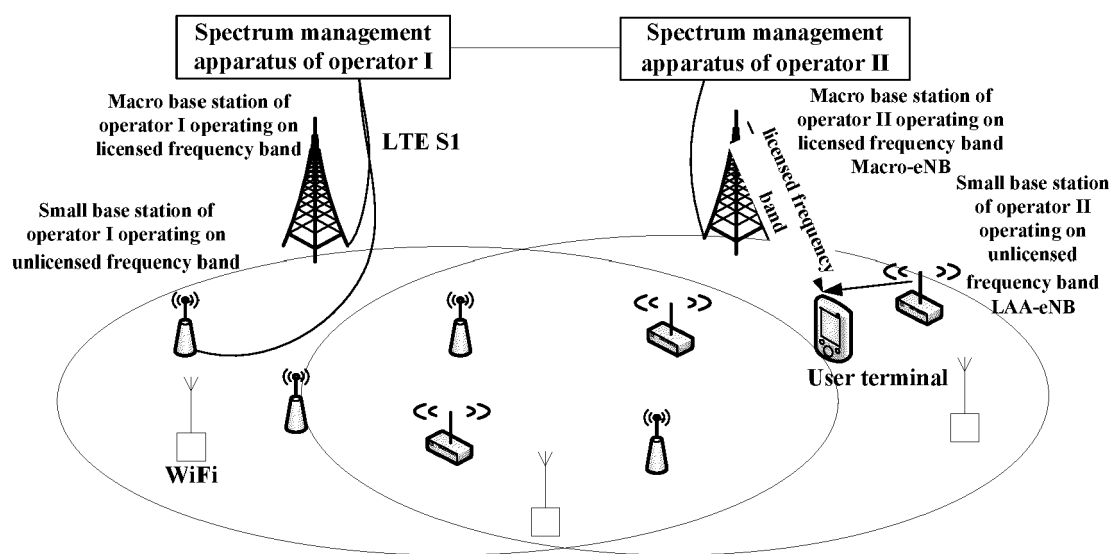 Spectrum management
apparatus of operator I
Spectrum management
apparatus of operator II
Macro base station of
operator I operating on
licensed frequency band
LTE S1
Macro base station of
operator II operating on
licensed frequency band
Macro-eNB
licensed frequency
band
Small base station of
operator I operating on
unlicensed frequency band
Small base station
of operator II
operating on
unlicensed
frequency band
LAA-eNB
User terminal
WiFi